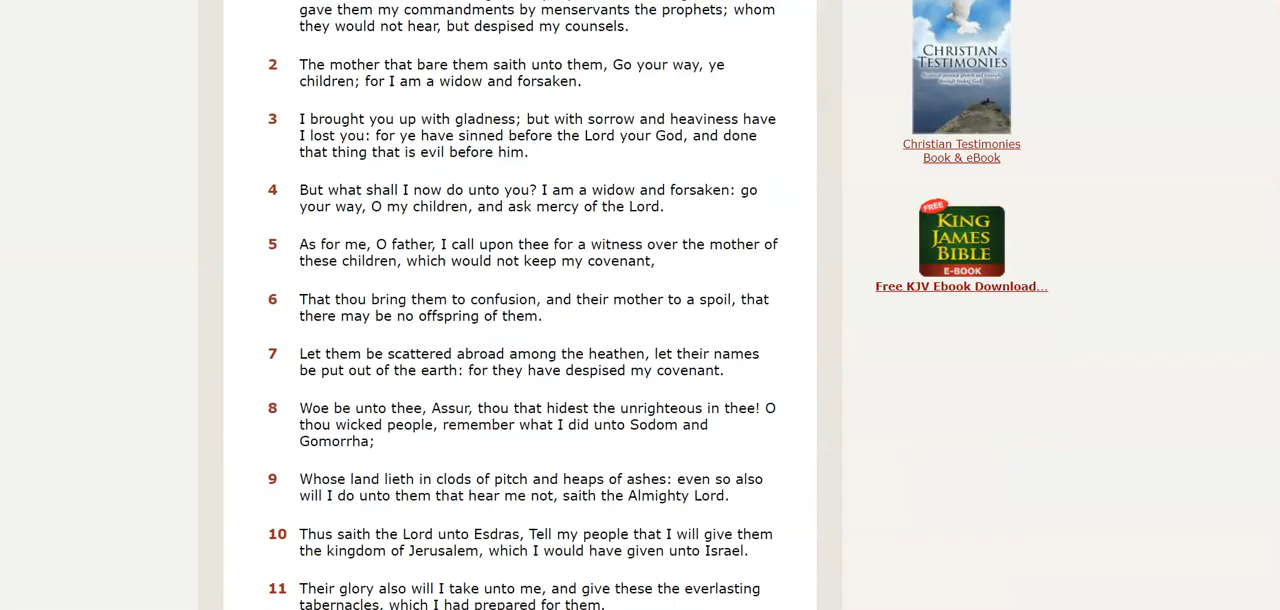 gave them my commandments by menservants the prophets; whom
they would not hear, but despised my counsels.
2 The mother that bare them saith unto them, Go your way, ye
children; for I am a widow and forsaken.
3 I brought you up with gladness; but with sorrow and heaviness have
I lost you: for ye have sinned before the Lord your God, and done
that thing that is evil before him.
4 But what shall I now do unto you? I am a widow and forsaken: go
your way, O my children, and ask mercy of the Lord.
5 As for me, O father, I call upon thee for a witness over the mother of
these children, which would not keep my covenant,
6 That thou bring them to confusion, and their mother to a spoil, that
there may be no offspring of them.
7 Let them be scattered abroad among the heathen, let their names
be put out of the earth: for they have despised my covenant.
8 Woe be unto thee, Assur, thou that hidest the unrighteous in thee! O
thou wicked people, remember what I did unto Sodom and
Gomorrha;
9 Whose land lieth in clods of pitch and heaps of ashes: even so also
will I do unto them that hear me not, saith the Almighty Lord.
10 Thus saith the Lord unto Esdras, Tell my people that I will give them
the kingdom of Jerusalem, which I would have given unto Israel.
11 Their glory also will I take unto me, and give these the everlasting
tabernacles, which I had prepared for them.
CHRISTIAN
TESTIMONIES
Christian Testimonies
Book & eBook
FREE
KING
JAMES
BIBLE
E-BOOK
Free KJV Ebook Download...